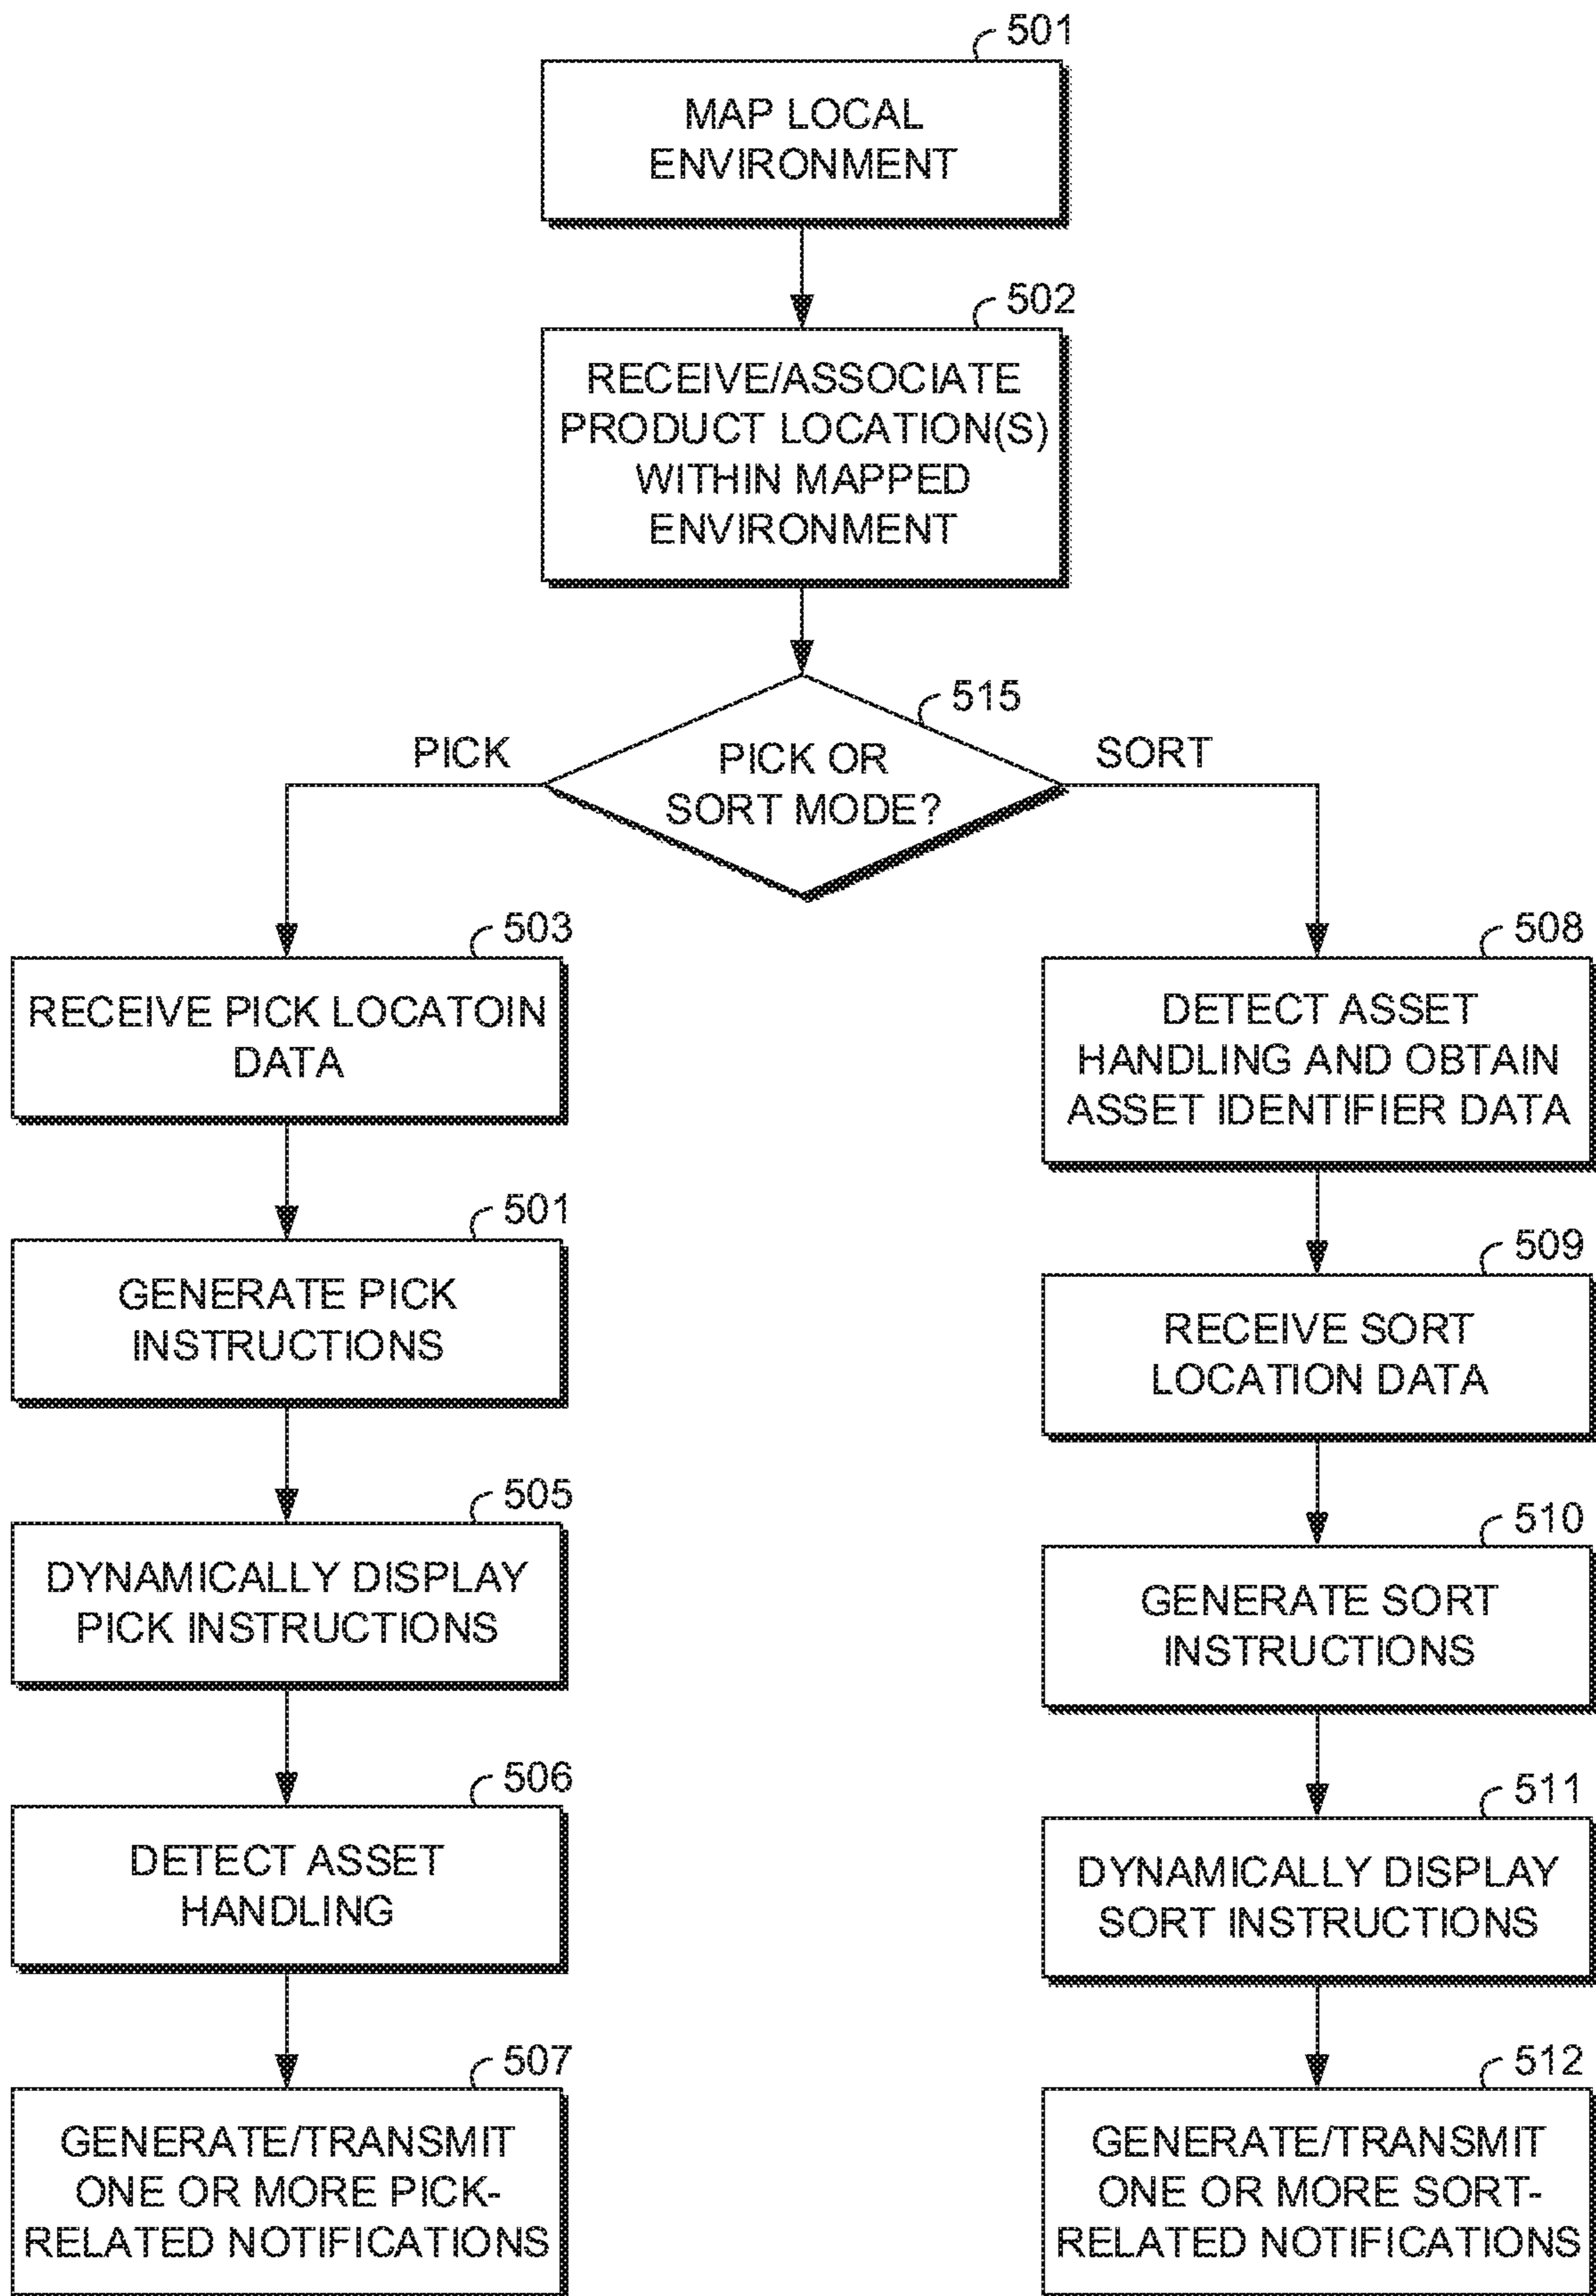 501
MAP LOCAL
ENVIRONMENT
502
RECEIVE/ASSOCIATE
PRODUCT LOCATION(S)
WITHIN MAPPED
ENVIRONMENT
515
PICK OR
SORT MODE?
PICK
SORT
503
RECEIVE PICK LOCATOIN
DATA
501
GENERATE PICK
INSTRUCTIONS
505
DYNAMICALLY DISPLAY
PICK INSTRUCTIONS
506
DETECT ASSET
HANDLING
507
GENERATE/TRANSMIT
ONE OR MORE PICK-
RELATED NOTIFICATIONS
508
DETECT ASSET
HANDLING AND OBTAIN
ASSET IDENTIFIER DATA
509
RECEIVE SORT
LOCATION DATA
510
GENERATE SORT
INSTRUCTIONS
511
DYNAMICALLY DISPLAY
SORT INSTRUCTIONS
512
GENERATE/TRANSMIT
ONE OR MORE SORT-
RELATED NOTIFICATIONS